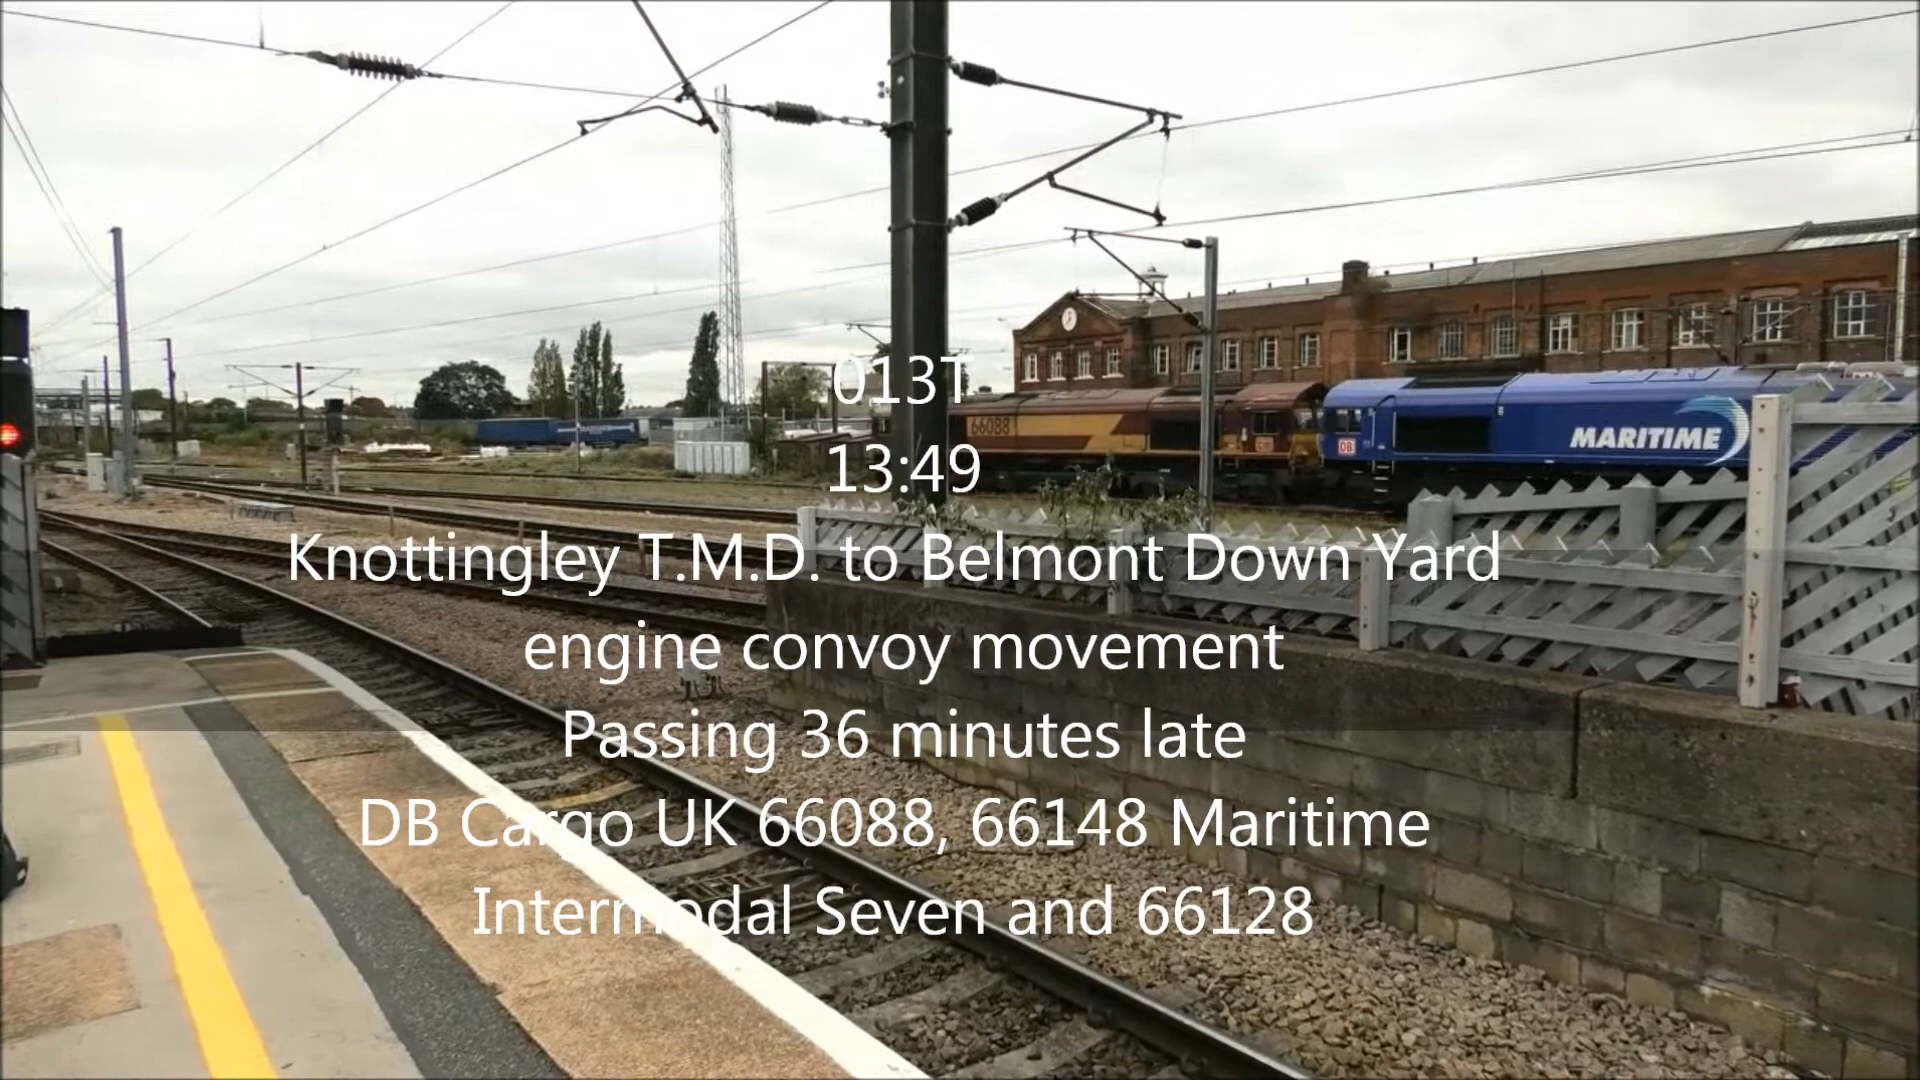 013T
13:49
Knottingley T.M.D. to Belmont Down Yard
engine convoy movement
Passing 36 minutes late
DB Cargo UK 66088, 66148 Maritime
Intermodal Seven and 66128
66088
DB
DB
MARITIME